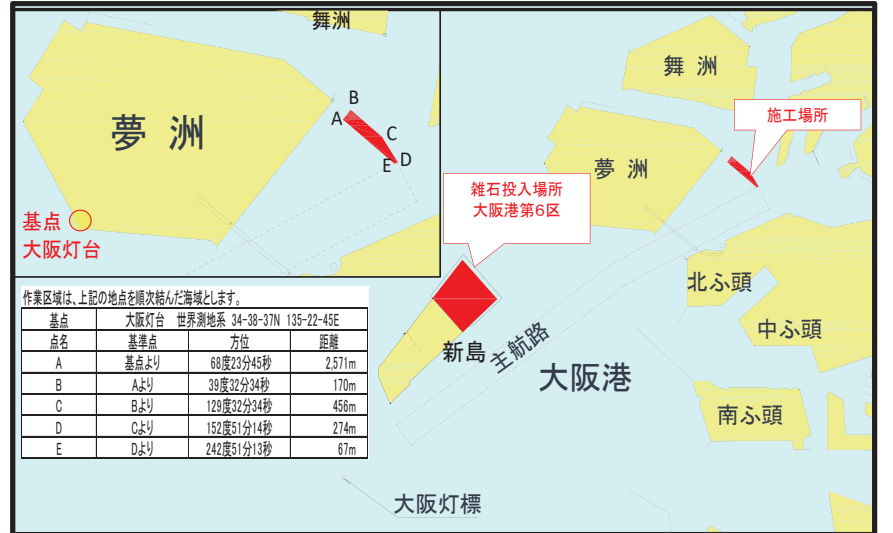 舞洲
B
A
夢 洲
C
D
E
基点
大阪灯台
舞 洲
施工場所
夢 洲
雑石投入場所
大阪港第6区
北ふ頭
中ふ頭
新島
主航路
大阪港
南ふ頭
大阪灯標
作業区域は、上記の地点を順次結んだ海域とします。
基点 大阪灯台 世界測地系 34-38-37N 135-22-45E
点名 基準点 方位 距離
A 基点より 68度23分45秒 2,571m
B Aより 39度32分34秒 170m
C Bより 129度32分34秒 456m
D Cより 152度51分14秒 274m
E Dより 242度51分13秒 67m